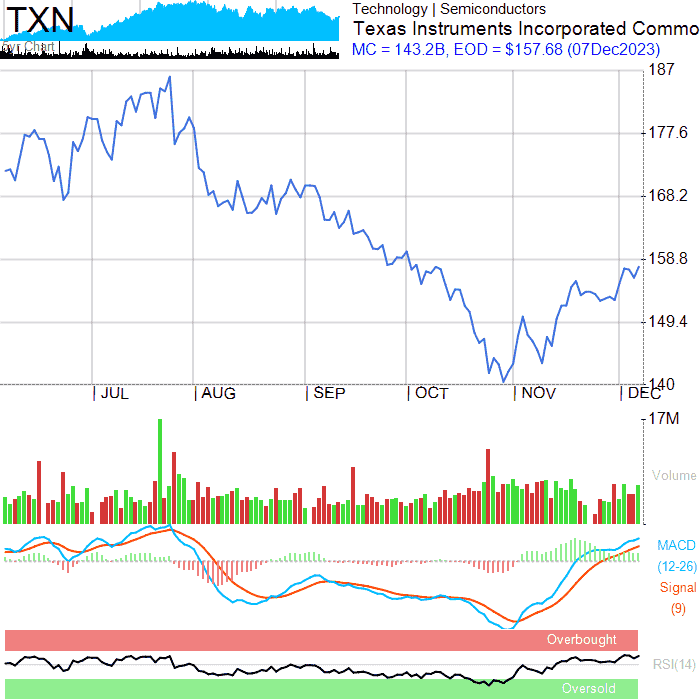 TXN
5yr Chart
Technology | Semiconductors
Texas Instruments Incorporated Commo
MC = 143.2B, EOD = $157.68 (07Dec2023)
187
177.6
168.2
158.8
149.4
140
JUL AUG SEP OCT NOV DEC
17M
Volume
MACD
(12-26)
Signal
(9)
Overbought
RSI(14)
Oversold